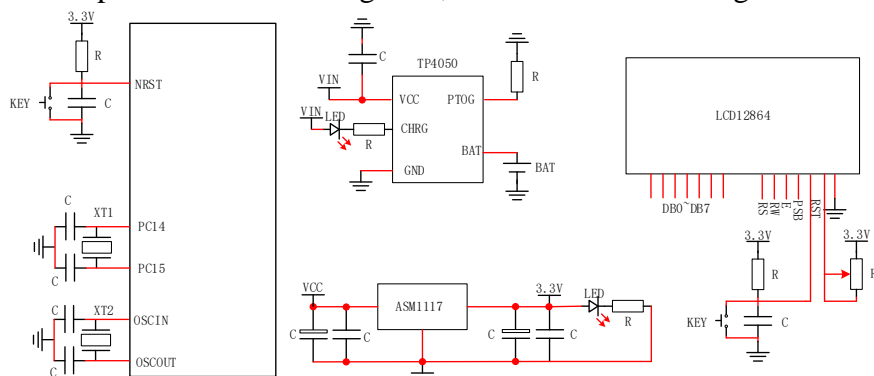 3.3V
R
NRST
KEY
C
C
XT1
PC14
PC15
C
C
XT2
OSCIN
OSCOUT
C
C
TP4050
VIN
VCC
PTOG
R
VIN
LED
CHRG
R
BAT
BAT
GND
LCD12864
DB0~DB7
RS
RW
E
PSB
RST
3.3V
3.3V
R
KEY
C
VCC
ASM1117
3.3V
LED
C
C
C
C
R